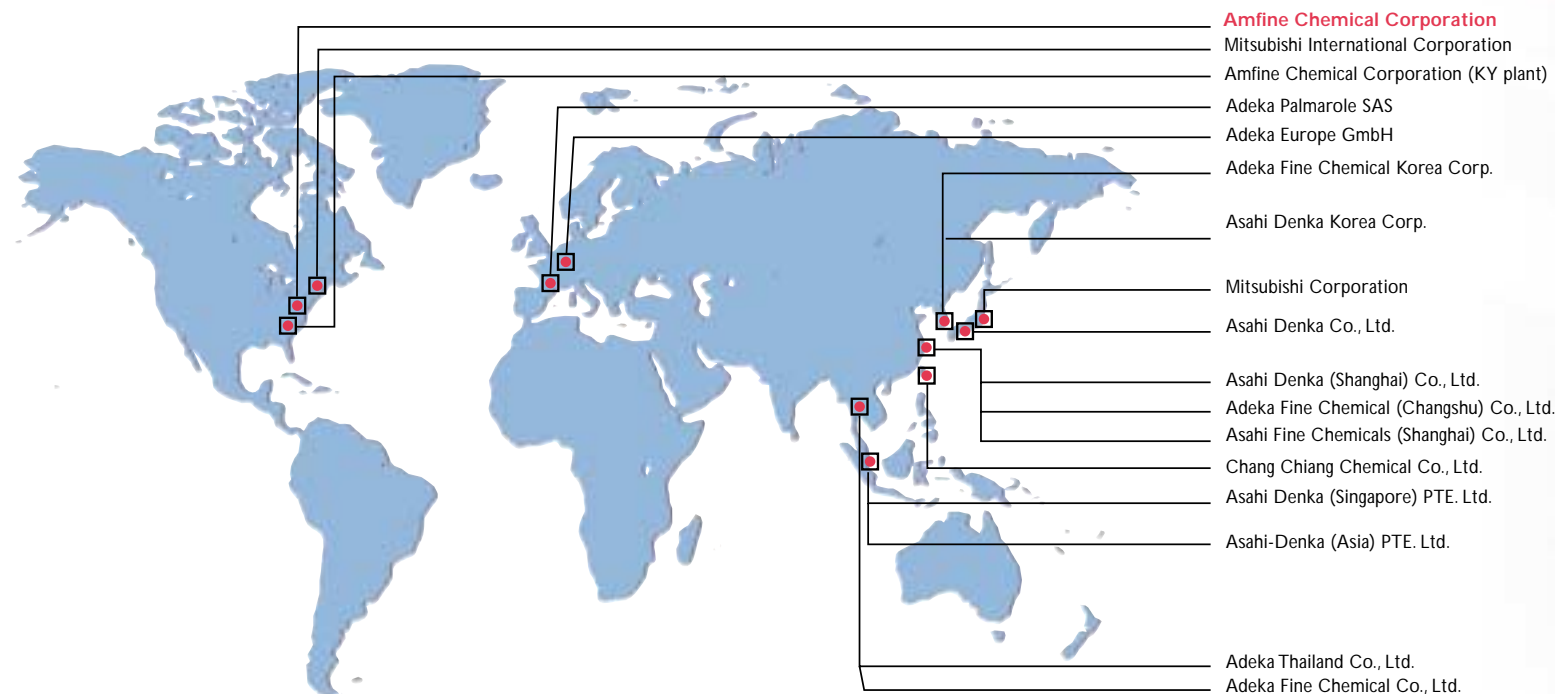 Amfine Chemical Corporation
Mitsubishi International Corporation
Amfine Chemical Corporation (KY plant)
Adeka Palmarole SAS
Adeka Europe GmbH
Adeka Fine Chemical Korea Corp.
Asahi Denka Korea Corp.
Mitsubishi Corporation
Asahi Denka Co., Ltd.
Asahi Denka (Shanghai) Co., Ltd.
Adeka Fine Chemical (Changshu) Co., Ltd.
Asahi Fine Chemicals (Shanghai) Co., Ltd.
Chang Chiang Chemical Co., Ltd.
Asahi Denka (Singapore) PTE. Ltd.
Asahi-Denka (Asia) PTE. Ltd.
Adeka Thailand Co., Ltd.
Adeka Fine Chemical Co., Ltd.